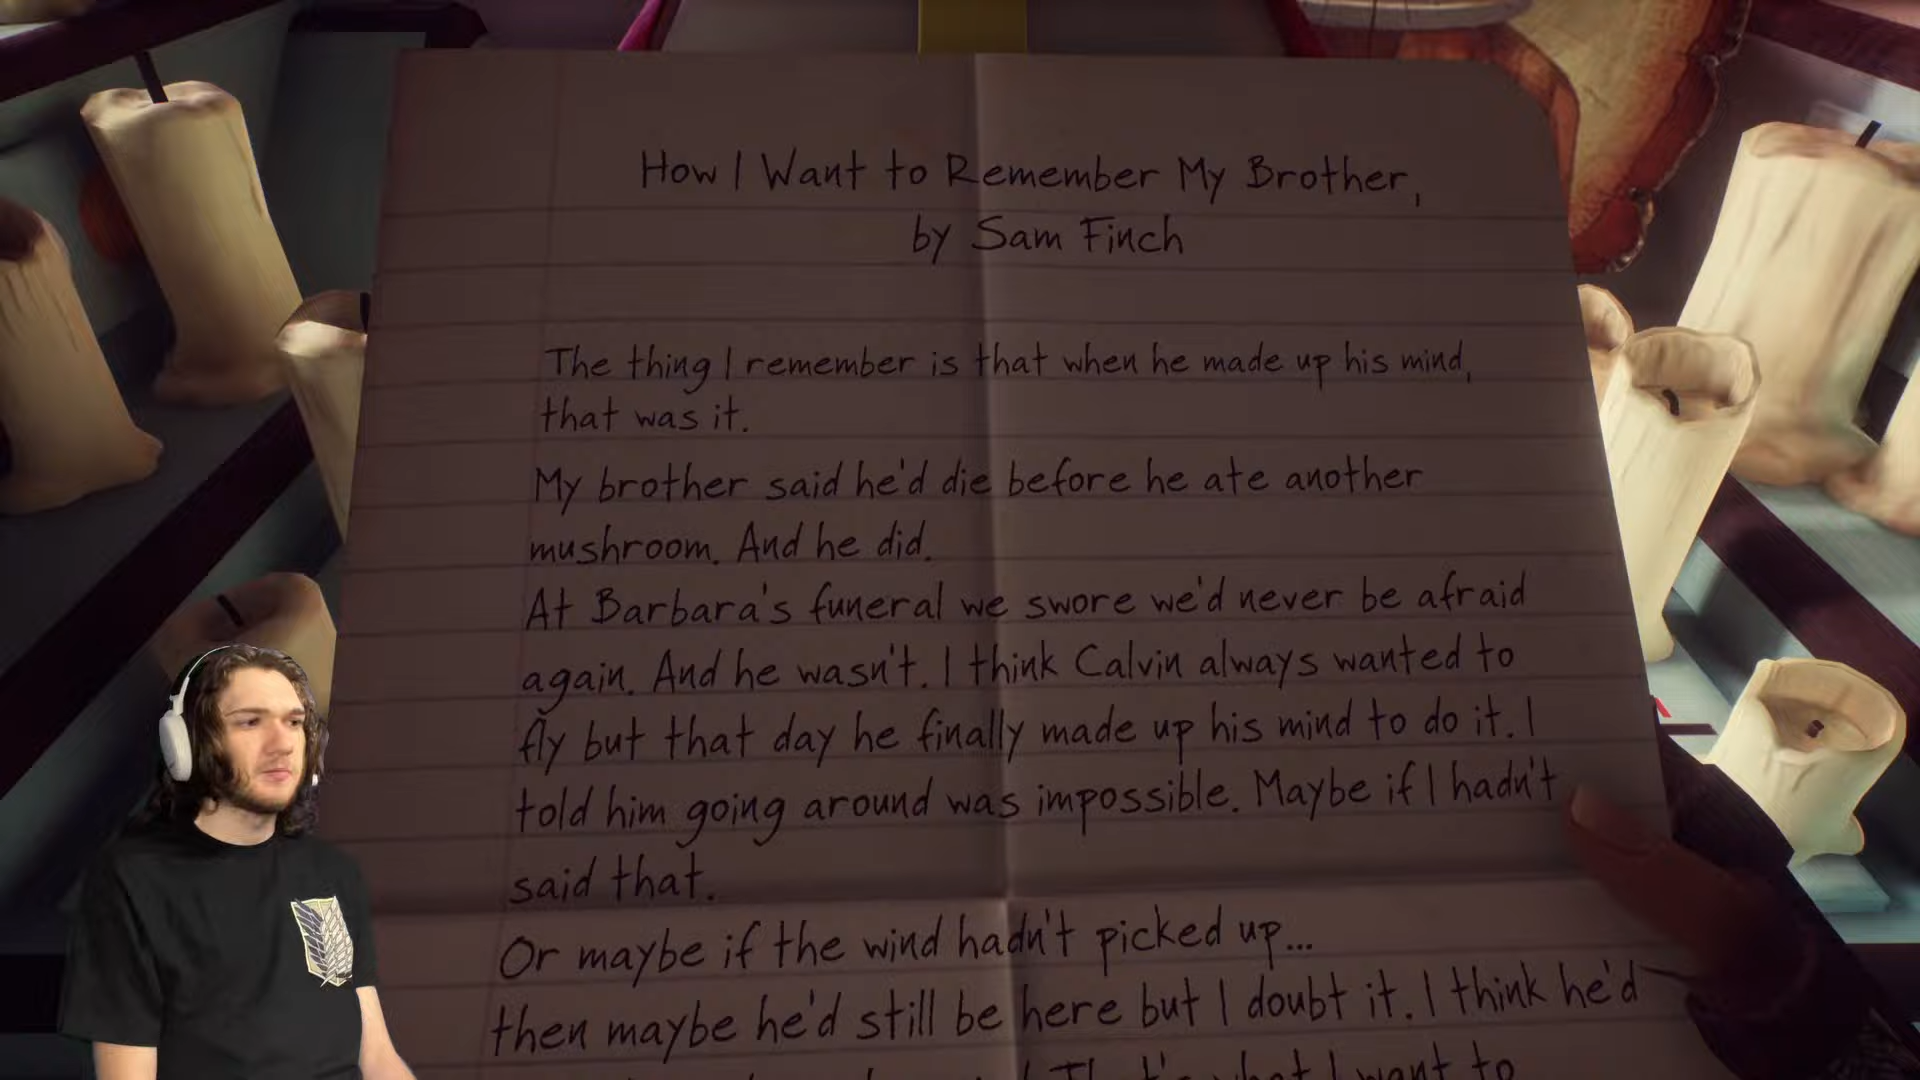 How I Want to Remember My Brother,
by Sam Finch
The thing I remember is that when he made up his mind,
that was it.
My brother said he'd die before he ate another
mushroom. And he did.
At Barbara's funeral we swore we'd never be afraid
again. And he wasn't. I think Calvin always wanted to
fly but that day he finally made up his mind to do it. I
told him going around was impossible. Maybe if I hadn't
said that.
Or maybe if the wind hadn't picked up...
then maybe he'd still be here but I doubt it. I think he'd
That's what I want to